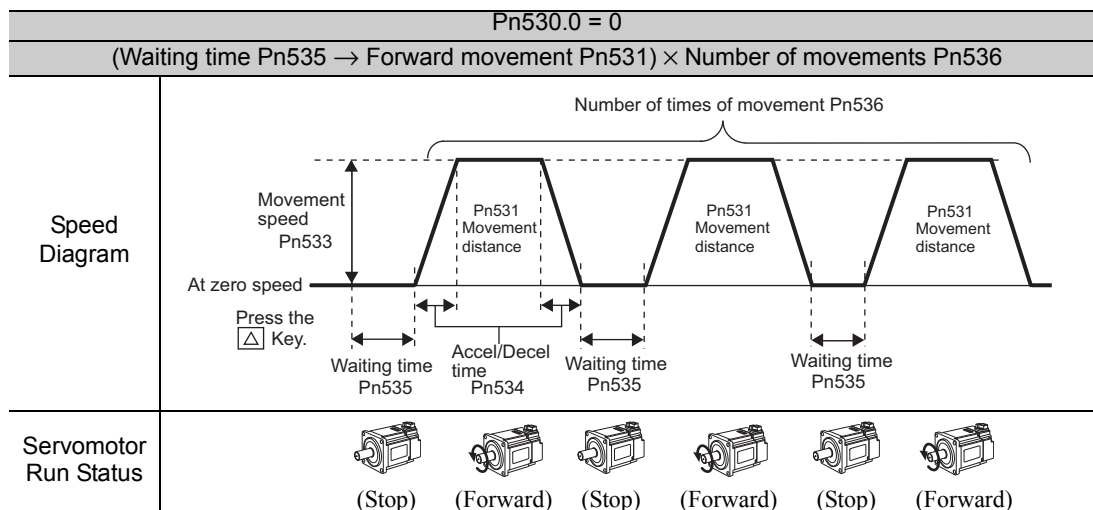 Pn530.0 = 0
(Waiting time Pn535 → Forward movement Pn531) × Number of movements Pn536
Speed
Diagram
Number of times of movement Pn536
Movement
speed
Pn533
Pn531
Movement
distance
Pn531
Movement
distance
Pn531
Movement
distance
At zero speed
Press the
△ Key.
Waiting time
Pn535
Accel/Decel
time
Pn534
Waiting time
Pn535
Waiting time
Pn535
Servomotor
Run Status
(Stop) (Forward) (Stop) (Forward) (Stop) (Forward)